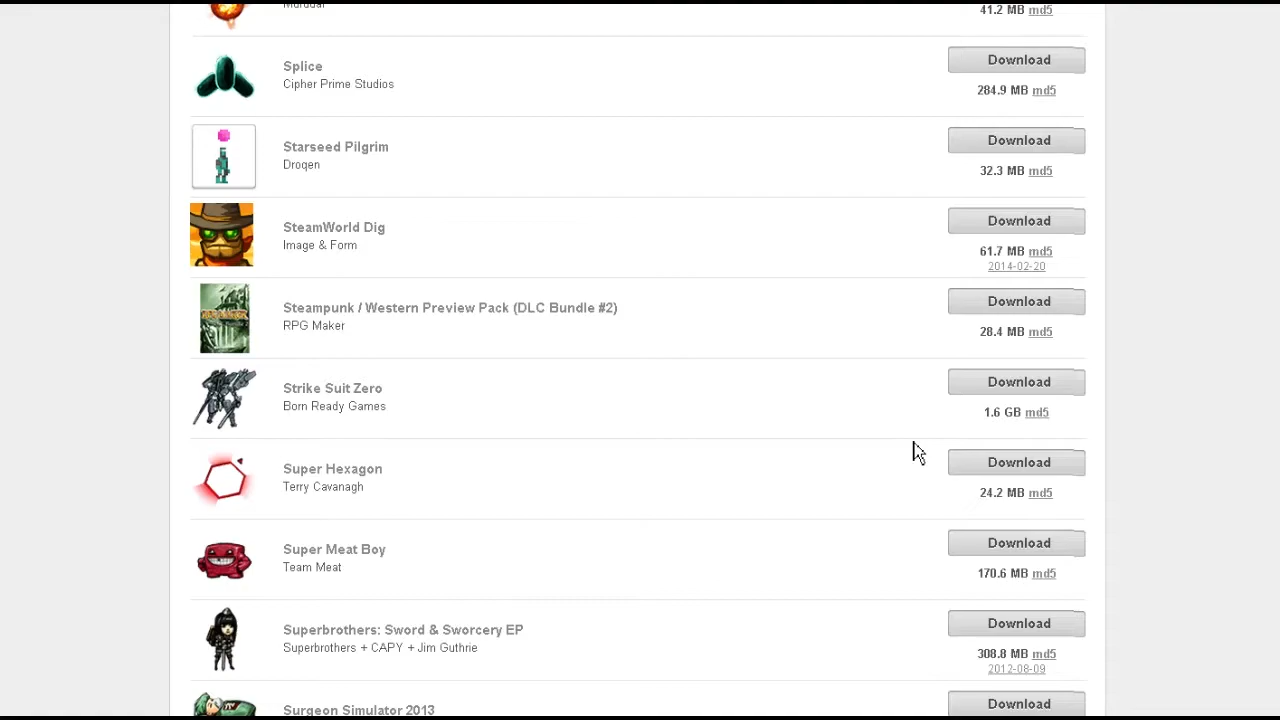 41.2 MB md5
Splice
Cipher Prime Studios
Download
284.9 MB md5
Starseed Pilgrim
Droqen
Download
32.3 MB md5
SteamWorld Dig
Image & Form
Download
61.7 MB md5
2014-02-20
Steampunk / Western Preview Pack (DLC Bundle #2)
RPG Maker
Download
28.4 MB md5
Strike Suit Zero
Born Ready Games
Download
1.6 GB md5
Super Hexagon
Terry Cavanagh
Download
24.2 MB md5
Super Meat Boy
Team Meat
Download
170.6 MB md5
Superbrothers: Sword & Sworcery EP
Superbrothers + CAPY + Jim Guthrie
Download
308.8 MB md5
2012-08-09
Surgeon Simulator 2013
Download